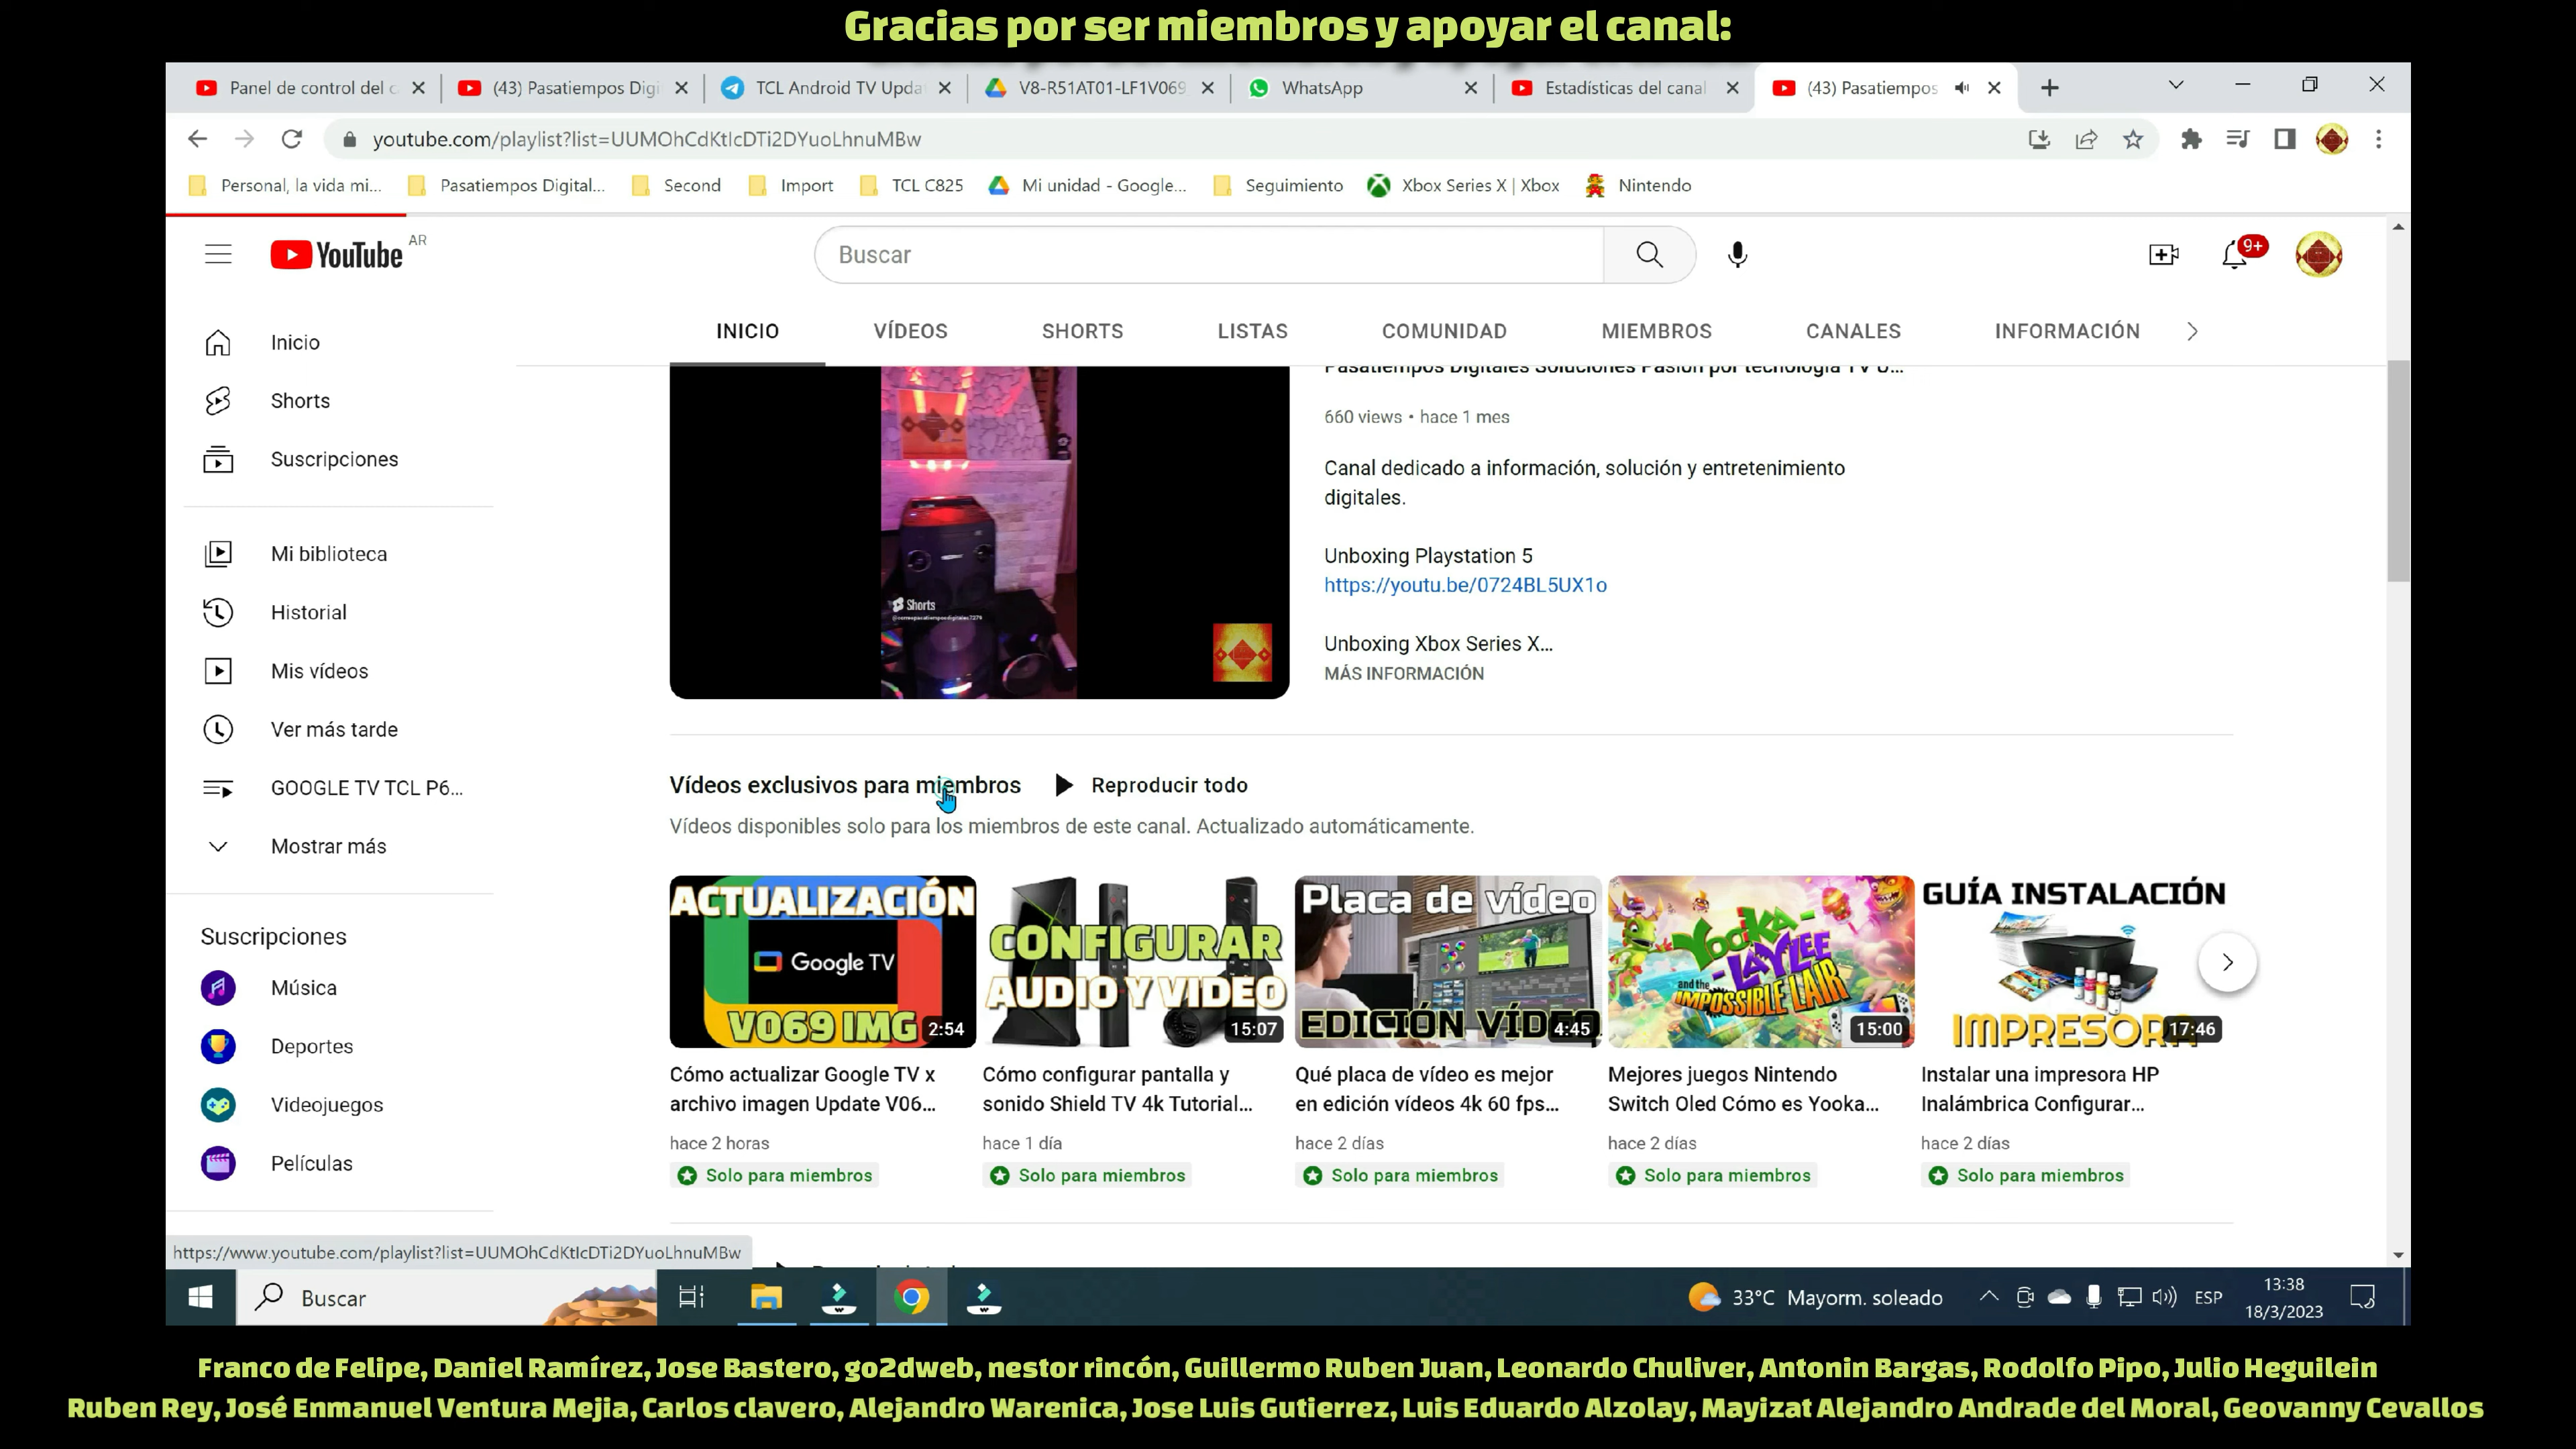 Gracias por ser miembros y apoyar el canal:
Panel de control del c
(43) Pasatiempos Digi
TCL Android TV Upda
V8-R51AT01-LF1V069
WhatsApp
Estadísticas del canal
(43) Pasatiempos
youtube.com/playlist?list=UUMOhCdKtIcDTi2DYuoLhnuMBw
Personal, la vida mi...
Pasatiempos Digital...
Second
Import
TCL C825
Mi unidad - Google...
Seguimiento
Xbox Series X | Xbox
Nintendo
YouTube AR
Buscar
9+
INICIO
VÍDEOS
SHORTS
LISTAS
COMUNIDAD
MIEMBROS
CANALES
INFORMACIÓN
Inicio
Shorts
Suscripciones
Mi biblioteca
Historial
Mis vídeos
Ver más tarde
GOOGLE TV TCL P6...
Mostrar más
Suscripciones
Música
Deportes
Videojuegos
Películas
Shorts
Pasatiempos Digitales Soluciones Pasión por tecnología TV U...
660 views • hace 1 mes
Canal dedicado a información, solución y entretenimiento
digitales.
Unboxing Playstation 5
https://youtu.be/0724BL5UX1o
Unboxing Xbox Series X...
MÁS INFORMACIÓN
Vídeos exclusivos para miembros
Reproducir todo
Vídeos disponibles solo para los miembros de este canal. Actualizado automáticamente.
ACTUALIZACIÓN
Google TV
V069 IMG
2:54
Cómo actualizar Google TV x
archivo imagen Update V06...
hace 2 horas
Solo para miembros
CONFIGURAR
AUDIO Y VIDEO
15:07
Cómo configurar pantalla y
sonido Shield TV 4k Tutorial...
hace 1 día
Solo para miembros
Placa de vídeo
EDICIÓN VÍDEO
4:45
Qué placa de vídeo es mejor
en edición vídeos 4k 60 fps...
hace 2 días
Solo para miembros
YOOKA-
-LAYLEE
and the
IMPOSSIBLE LAIR
15:00
Mejores juegos Nintendo
Switch Oled Cómo es Yooka...
hace 2 días
Solo para miembros
GUÍA INSTALACIÓN
IMPRESORA
17:46
Instalar una impresora HP
Inalámbrica Configurar...
hace 2 días
Solo para miembros
https://www.youtube.com/playlist?list=UUMOhCdKtIcDTi2DYuoLhnuMBw
Buscar
33°C Mayorm. soleado
ESP
13:38
18/3/2023
Franco de Felipe, Daniel Ramírez, Jose Bastero, go2dweb, nestor rincón, Guillermo Ruben Juan, Leonardo Chuliver, Antonin Bargas, Rodolfo Pipo, Julio Heguilein
Ruben Rey, José Enmanuel Ventura Mejia, Carlos clavero, Alejandro Warenica, Jose Luis Gutierrez, Luis Eduardo Alzolay, Mayizat Alejandro Andrade del Moral, Geovanny Cevallos